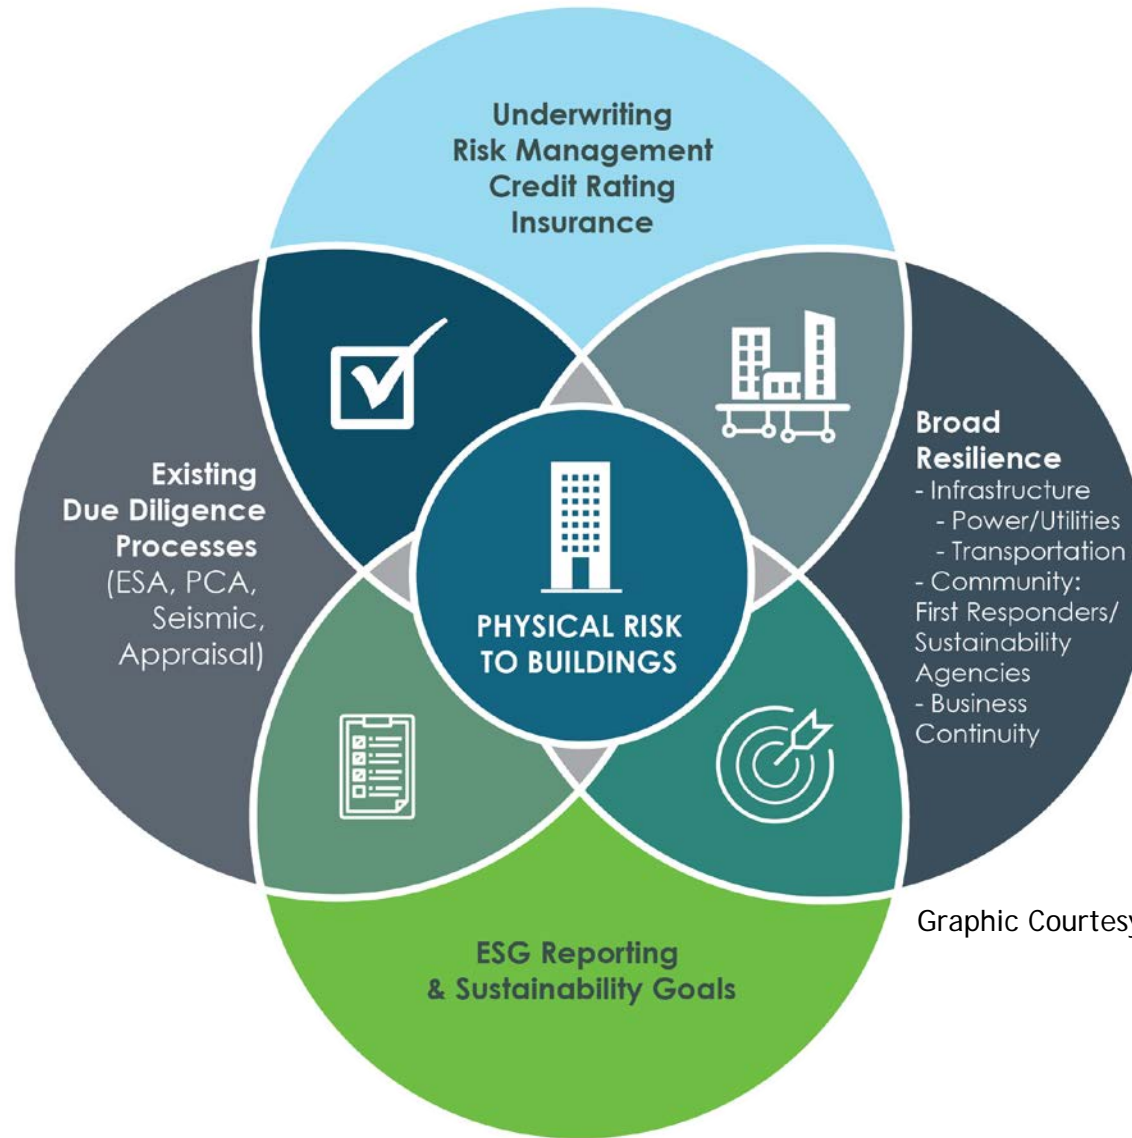 Underwriting
Risk Management
Credit Rating
Insurance
Existing
Due Diligence
Processes
(ESA, PCA,
Seismic,
Appraisal)
PHYSICAL RISK
TO BUILDINGS
Broad
Resilience
- Infrastructure
- Power/Utilities
- Transportation
- Community:
First Responders/
Sustainability
Agencies
- Business
Continuity
ESG Reporting
& Sustainability Goals
Graphic Courtesy